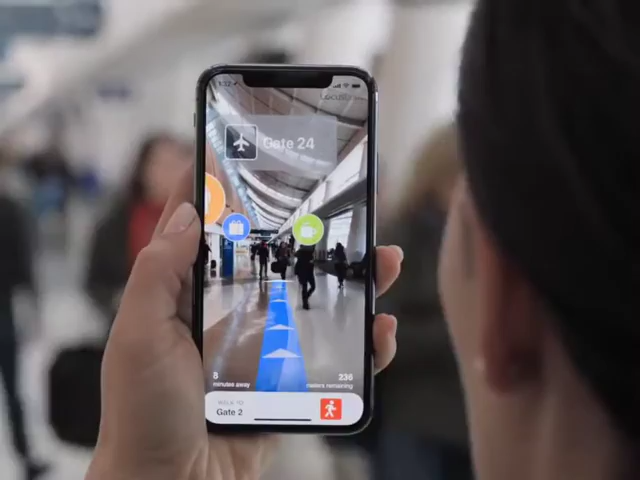 Gate 24
8
minutes away
236
meters remaining
WALK TO
Gate 2